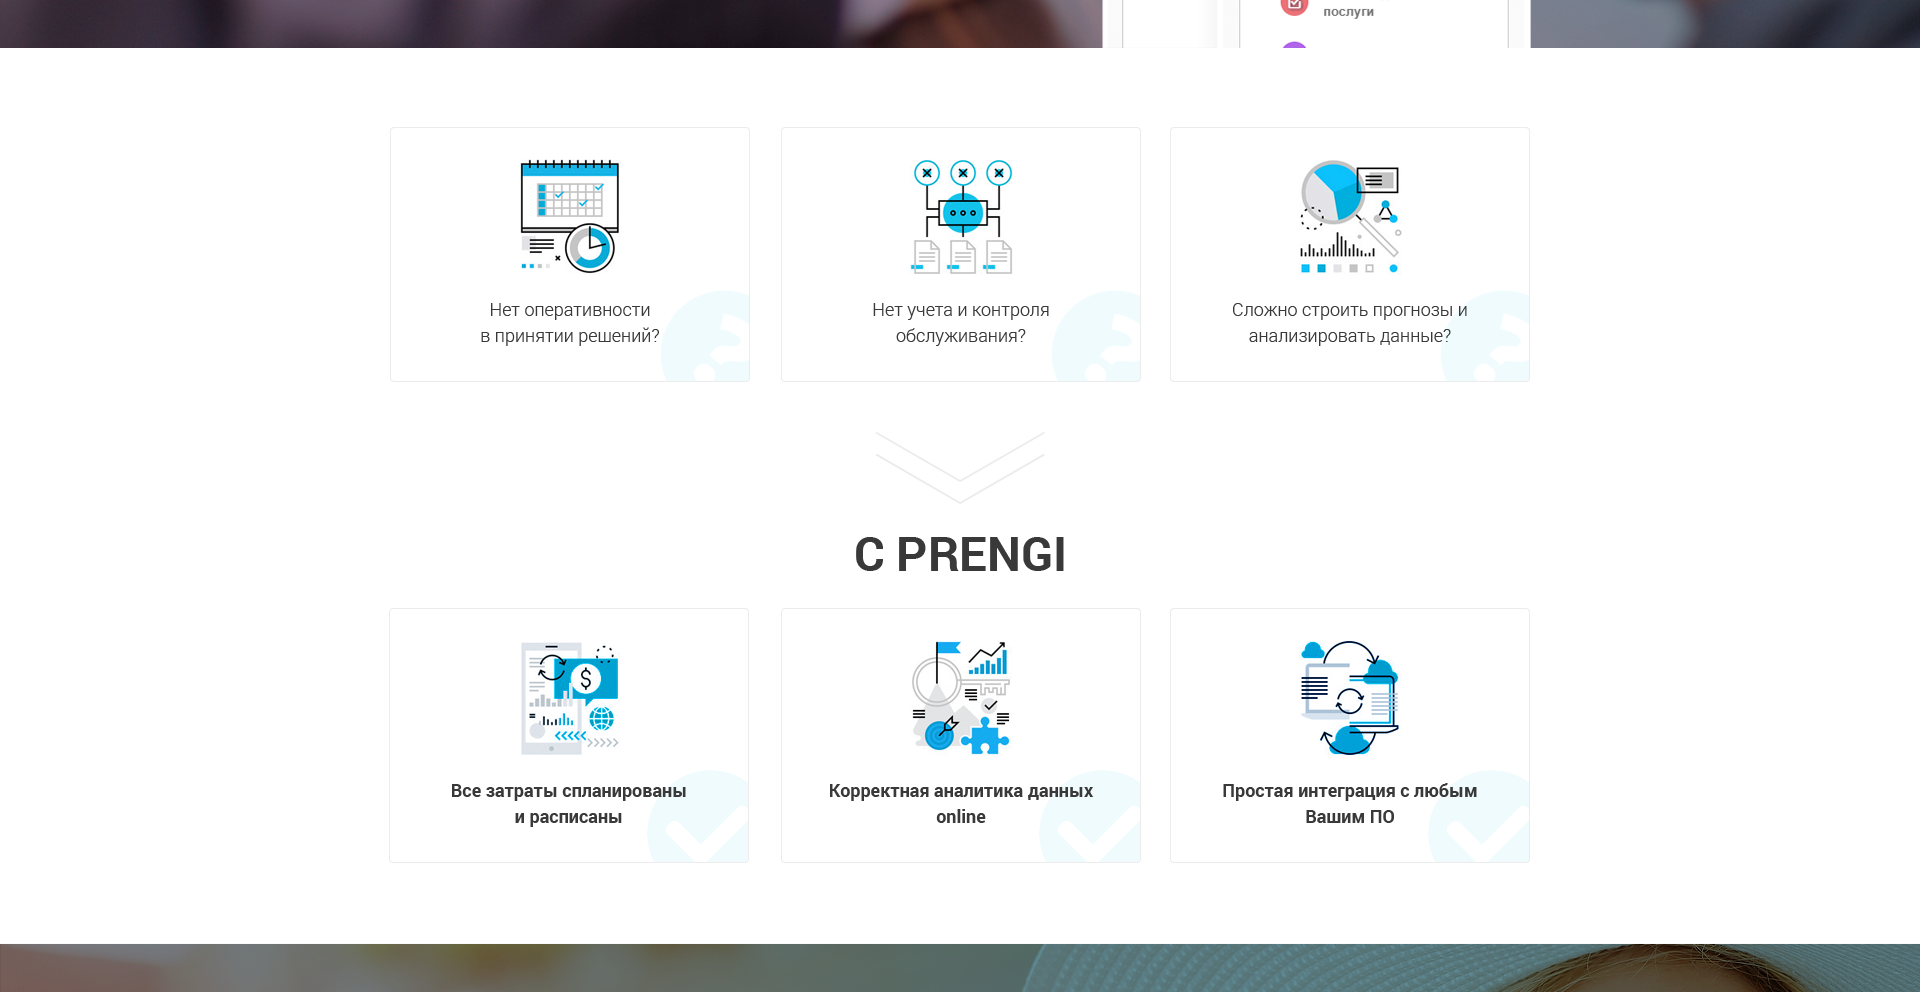 послуги
Нет оперативности
в принятии решений?
Нет учета и контроля
обслуживания?
Сложно строить прогнозы и
анализировать данные?
С PRENGI
Все затраты спланированы
и расписаны
Корректная аналитика данных
online
Простая интеграция с любым
Вашим ПО